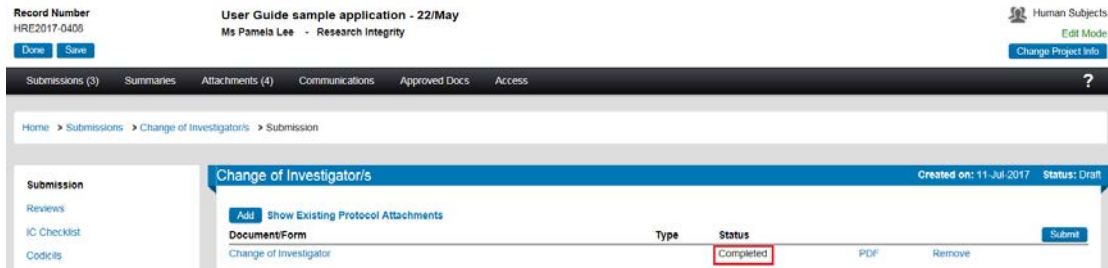 Record Number
HRE2017-0408
Done Save
User Guide sample application - 22/May
Ms Pamela Lee - Research Integrity
Human Subjects
Edit Mode
Change Project Info
Submissions (3) Summaries Attachments (4) Communications Approved Docs Access ?
Home > Submissions > Change of Investigator/s > Submission
Submission
Reviews
IC Checklist
Codicils
Change of Investigator/s Created on: 11-Jul-2017 Status: Draft
Add Show Existing Protocol Attachments
Document/Form Type Status Submit
Change of Investigator Completed PDF Remove